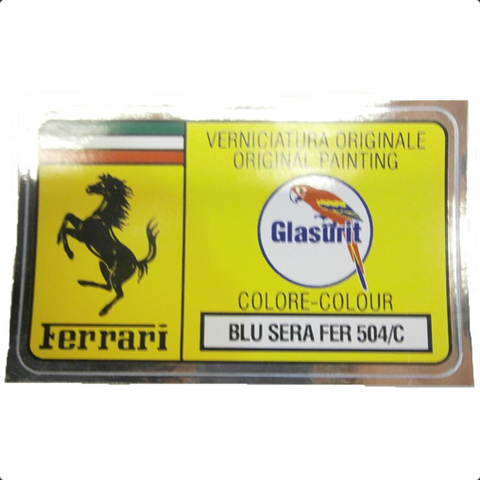 VERNICIATURA ORIGINALE
ORIGINAL PAINTING
Glasurit
COLORE-COLOUR
BLU SERA FER 504/C
Ferrari